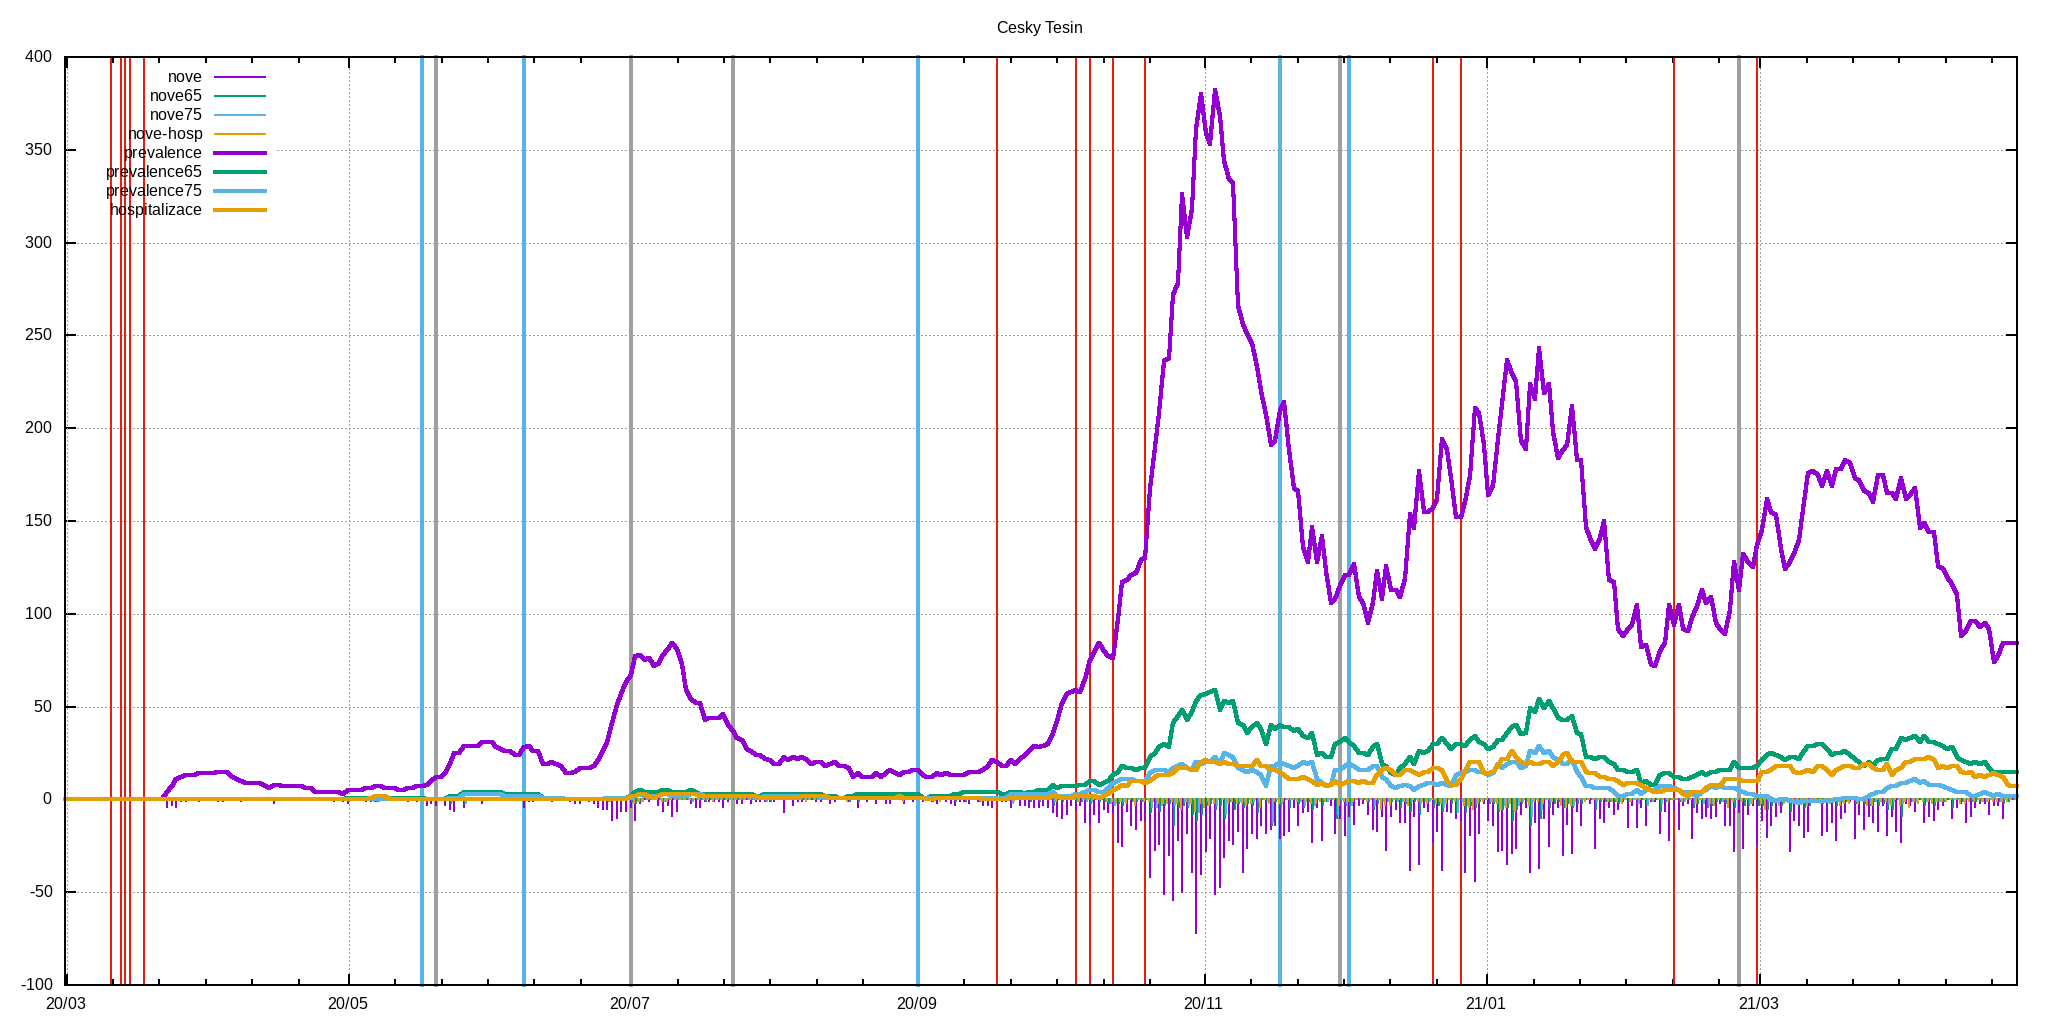 Cesky Tesin
400
350
300
250
200
150
100
50
0
-50
-100
nove
nove65
nove75
nove-hosp
prevalence
prevalence65
prevalence75
hospitalizace
20/03 20/05 20/07 20/09 20/11 21/01 21/03